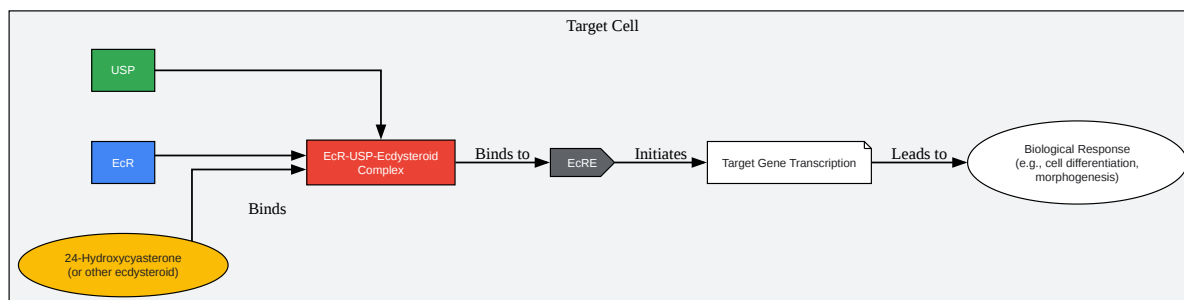 Target Cell
USP
EcR
EcR-USP-Ecdysteroid
Complex
Binds to
EcRE
Initiates
Target Gene Transcription
Leads to
Biological Response
(e.g., cell differentiation,
morphogenesis)
Binds
24-Hydroxycyasterone
(or other ecdysteroid)